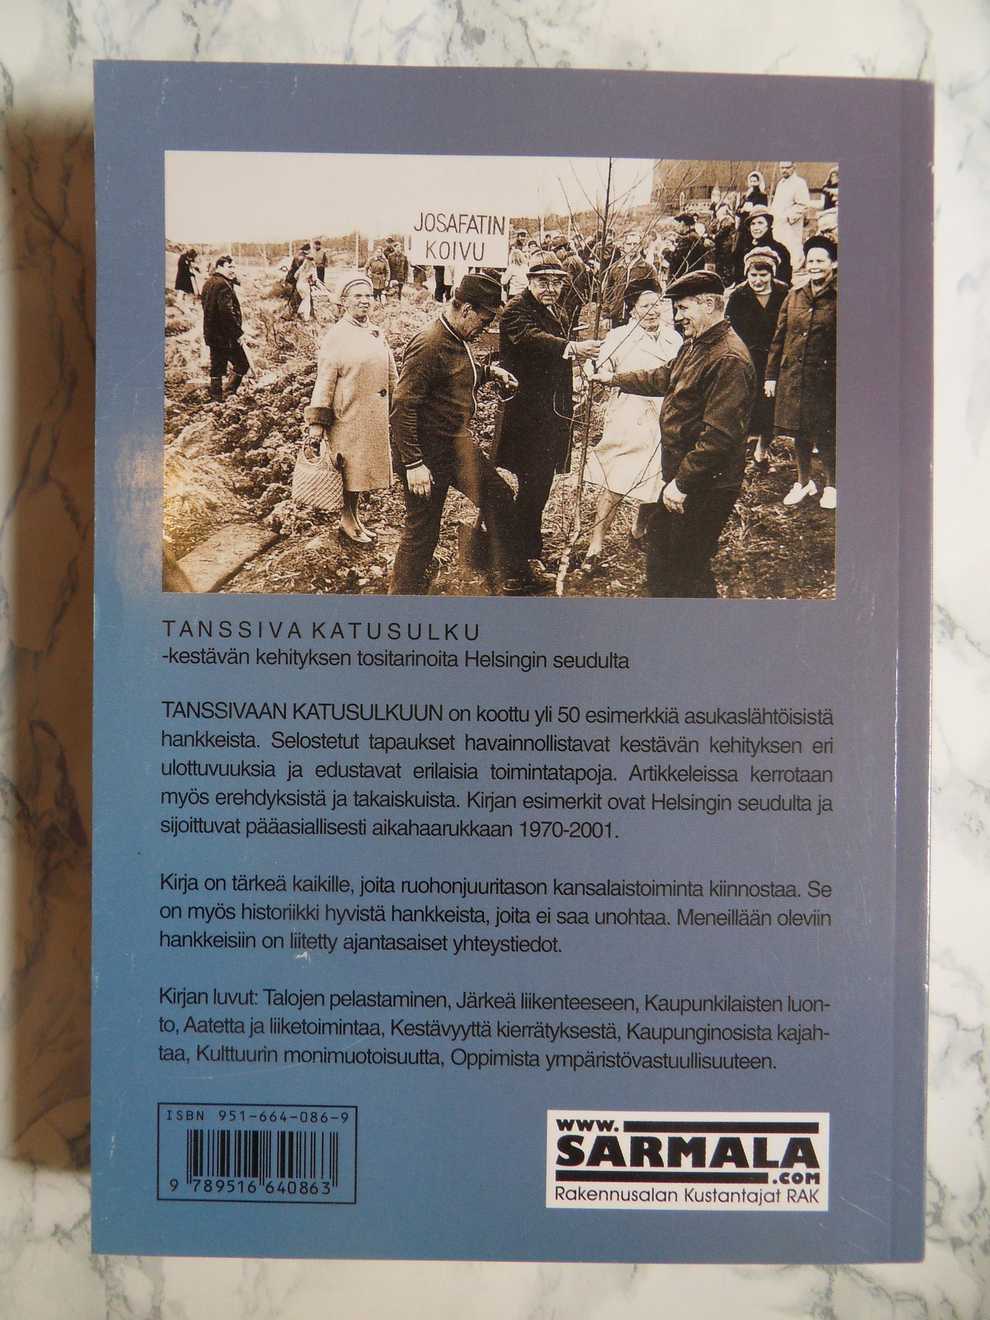 JOSAFATIN
KOIVU
TANSSIVA KATUSULKU
-kestävän kehityksen tositarinoita Helsingin seudulta
TANSSIVAAN KATUSULKUUN on koottu yli 50 esimerkkiä asukaslähtöisistä
hankkeista. Selostetut tapaukset havainnollistavat kestävän kehityksen eri
ulottuvuuksia ja edustavat erilaisia toimintatapoja. Artikkeleissa kerrotaan
myös erehdyksistä ja takaiskuista. Kirjan esimerkit ovat Helsingin seudulta ja
sijoittuvat pääasiallisesti aikahaarukkaan 1970-2001.
Kirja on tärkeä kaikille, joita ruohonjuuritason kansalaistoiminta kiinnostaa. Se
on myös historiikki hyvistä hankkeista, joita ei saa unohtaa. Meneillään oleviin
hankkeisiin on liitetty ajantasaiset yhteystiedot.
Kirjan luvut: Talojen pelastaminen, Järkeä liikenteeseen, Kaupunkilaisten luon-
to, Aatetta ja liiketoimintaa, Kestävyyttä kierrätyksestä, Kaupunginosista kajah-
taa, Kulttuurin monimuotoisuutta, Oppimista ympäristövastuullisuuteen.
ISBN 951-664-086-9
9 789516 640863
www.
SARMALA
.COM
Rakennusalan Kustantajat RAK